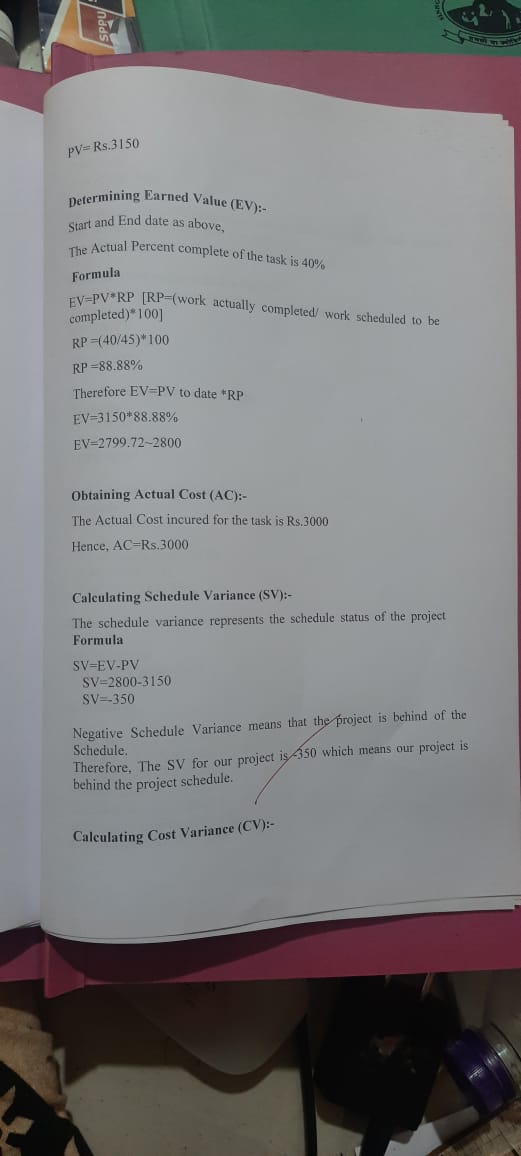 SPPU
PV= Rs.3150
Determining Earned Value (EV):-
Start and End date as above,
The Actual Percent complete of the task is 40%
Formula
EV=PV*RP [RP=(work actually completed/ work scheduled to be
completed)*100]
RP =(40/45)*100
RP =88.88%
Therefore EV=PV to date *RP
EV=3150*88.88%
EV=2799.72~2800
Obtaining Actual Cost (AC):-
The Actual Cost incured for the task is Rs.3000
Hence, AC=Rs.3000
Calculating Schedule Variance (SV):-
The schedule variance represents the schedule status of the project
Formula
SV=EV-PV
SV=2800-3150
SV=-350
Negative Schedule Variance means that the project is behind of the
Schedule.
Therefore, The SV for our project is -350 which means our project is
behind the project schedule.
Calculating Cost Variance (CV):-